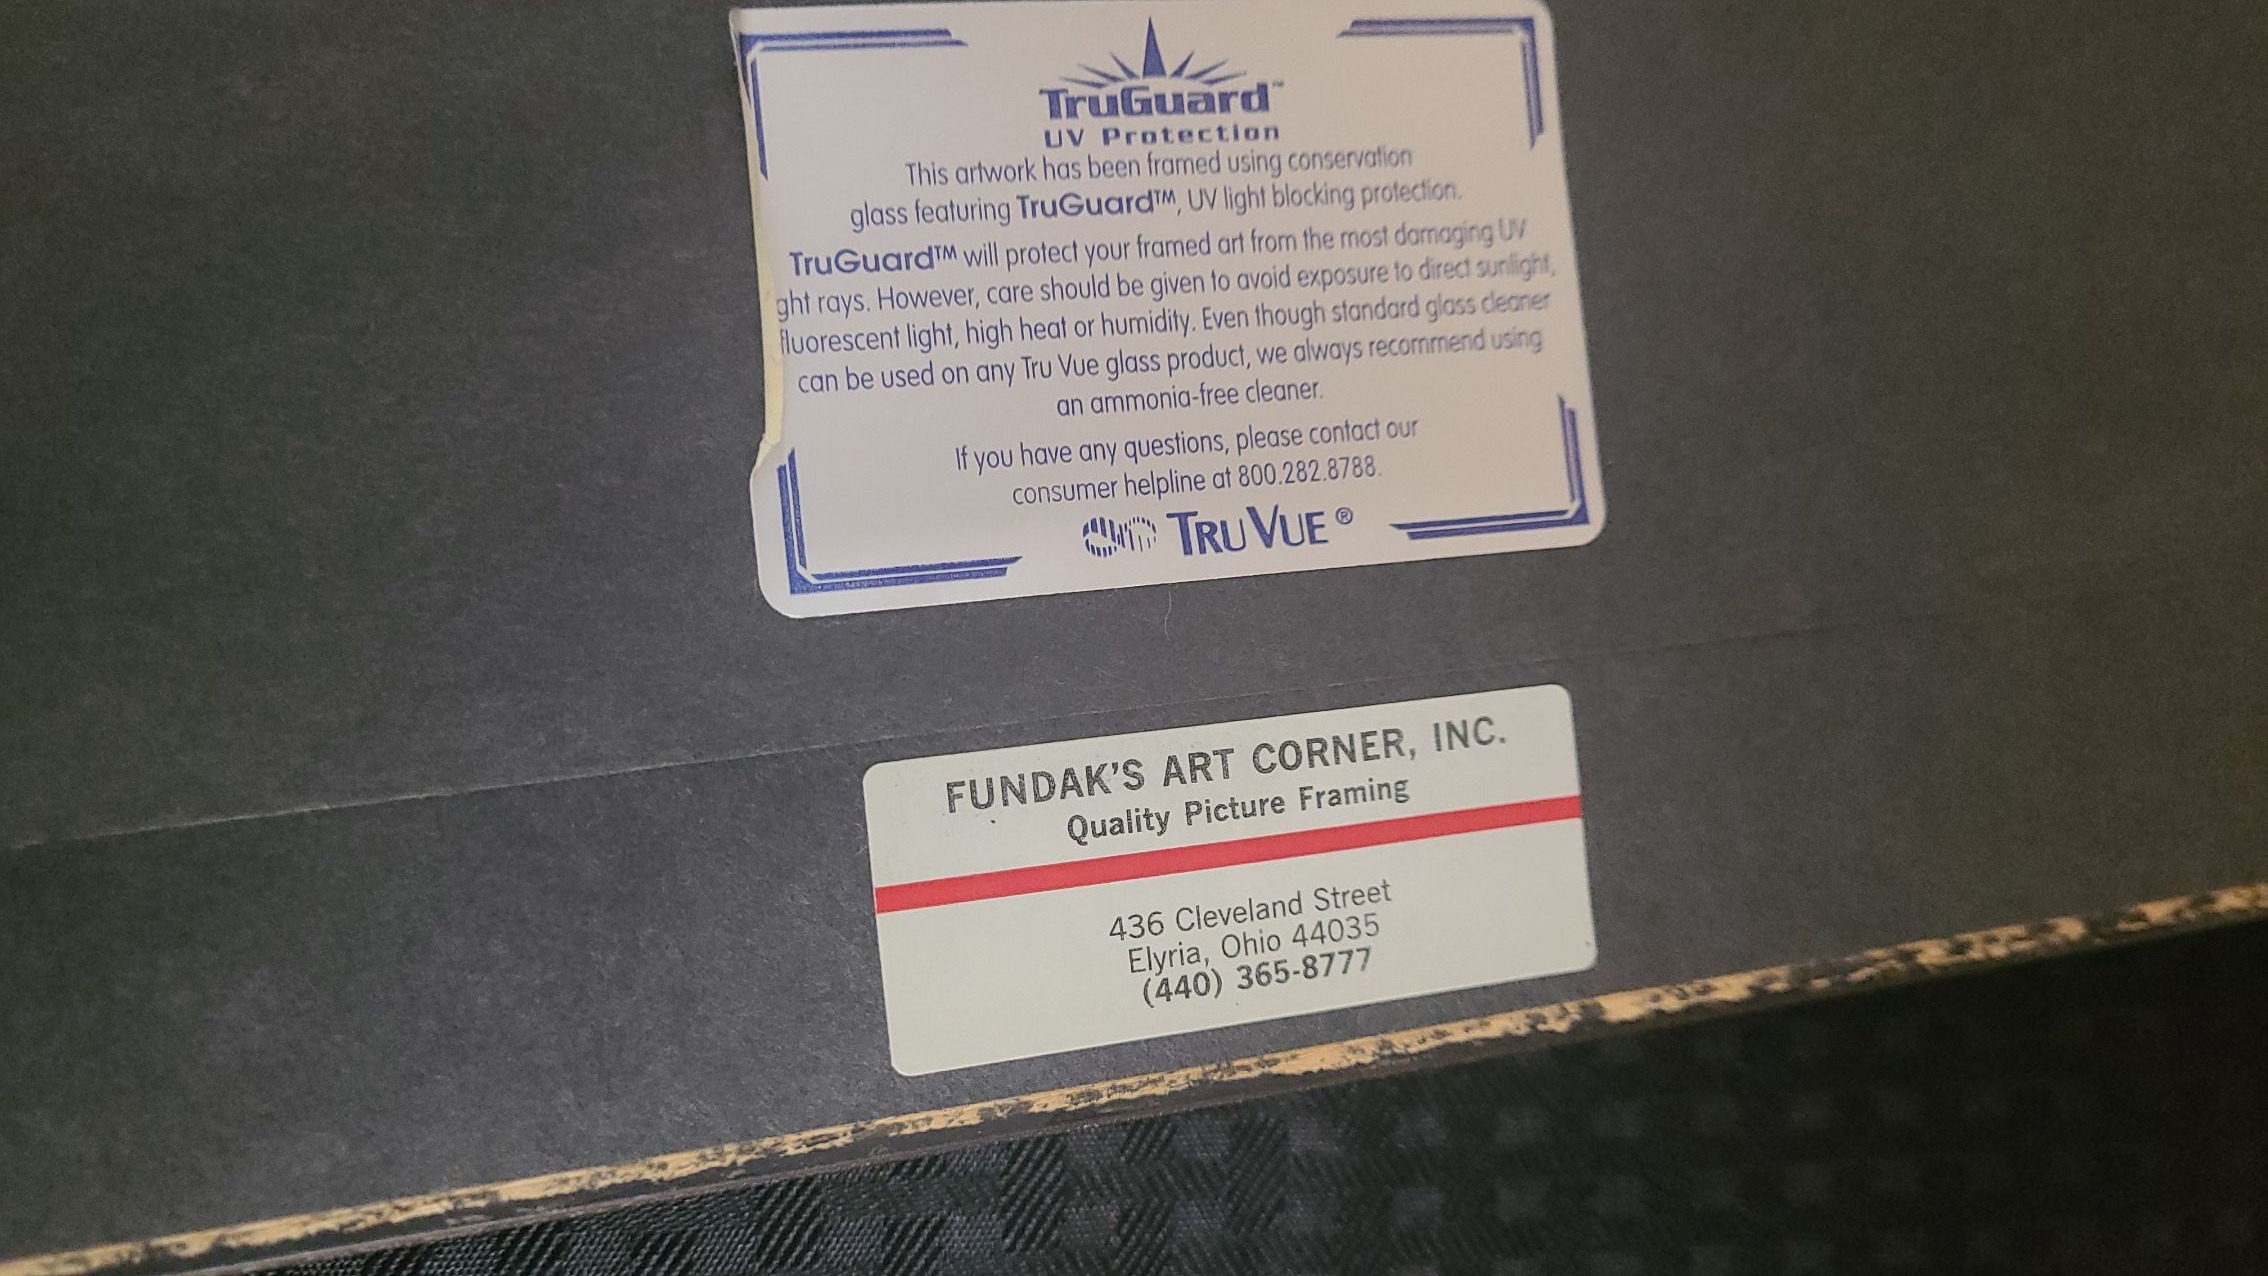 TruGuard™
UV Protection
This artwork has been framed using conservation
glass featuring TruGuard™, UV light blocking protection.
TruGuard™ will protect your framed art from the most damaging UV
ght rays. However, care should be given to avoid exposure to direct sunlight,
fluorescent light, high heat or humidity. Even though standard glass cleaner
can be used on any Tru Vue glass product, we always recommend using
an ammonia-free cleaner.
If you have any questions, please contact our
consumer helpline at 800.282.8788.
TRU VUE®
FUNDAK'S ART CORNER, INC.
Quality Picture Framing
436 Cleveland Street
Elyria, Ohio 44035
(440) 365-8777